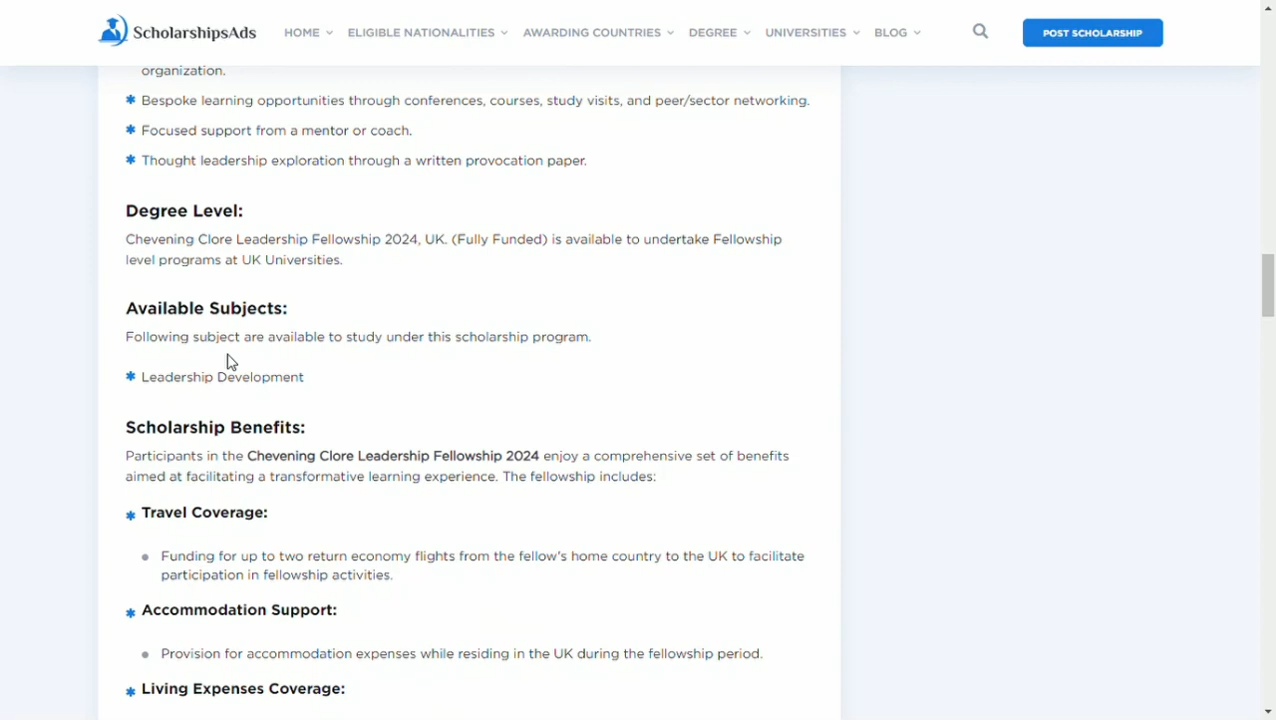 ScholarshipsAds HOME ELIGIBLE NATIONALITIES AWARDING COUNTRIES DEGREE UNIVERSITIES BLOG POST SCHOLARSHIP
organization.
Bespoke learning opportunities through conferences, courses, study visits, and peer/sector networking.
Focused support from a mentor or coach.
Thought leadership exploration through a written provocation paper.
Degree Level:
Chevening Clore Leadership Fellowship 2024, UK. (Fully Funded) is available to undertake Fellowship
level programs at UK Universities.
Available Subjects:
Following subject are available to study under this scholarship program.
Leadership Development
Scholarship Benefits:
Participants in the Chevening Clore Leadership Fellowship 2024 enjoy a comprehensive set of benefits
aimed at facilitating a transformative learning experience. The fellowship includes:
Travel Coverage:
Funding for up to two return economy flights from the fellow's home country to the UK to facilitate
participation in fellowship activities.
Accommodation Support:
Provision for accommodation expenses while residing in the UK during the fellowship period.
Living Expenses Coverage: